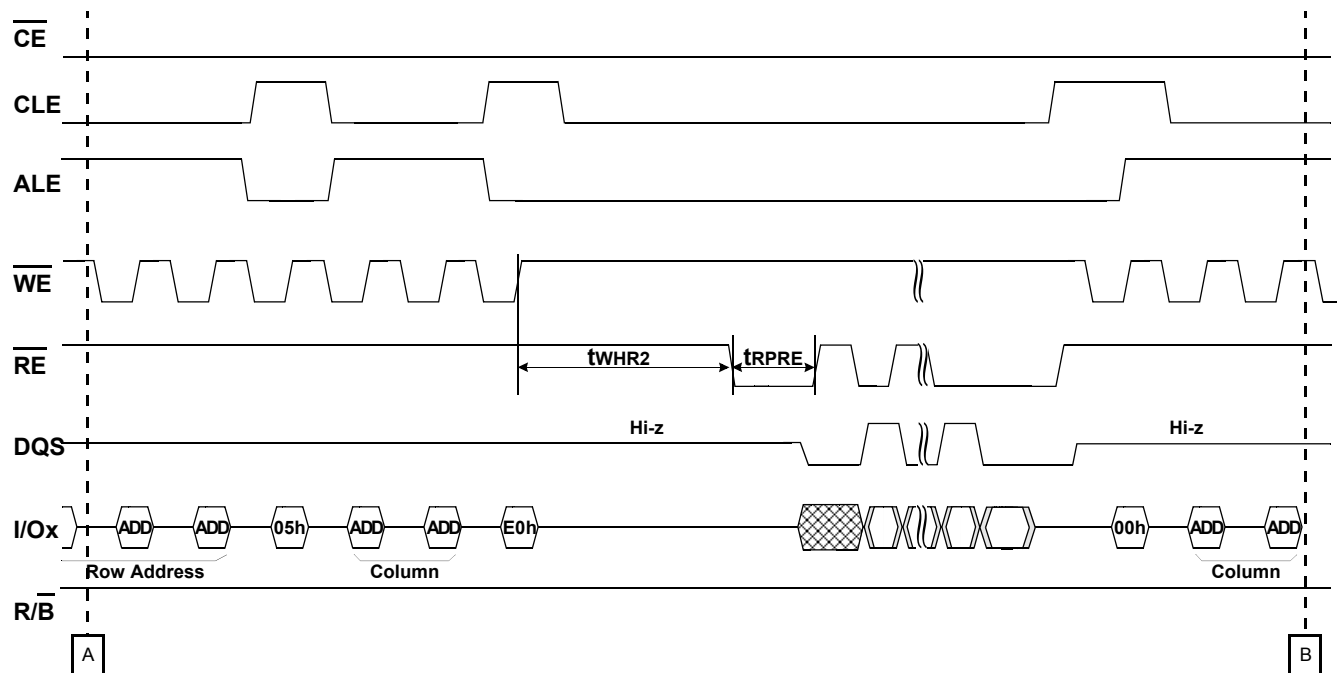 CE
CLE
ALE
WE
RE
tWHR2
tRPRE
DQS
Hi-z
Hi-z
I/Ox
ADD
ADD
05h
ADD
ADD
E0h
00h
ADD
ADD
Row Address
Column
Column
R/B
A
B